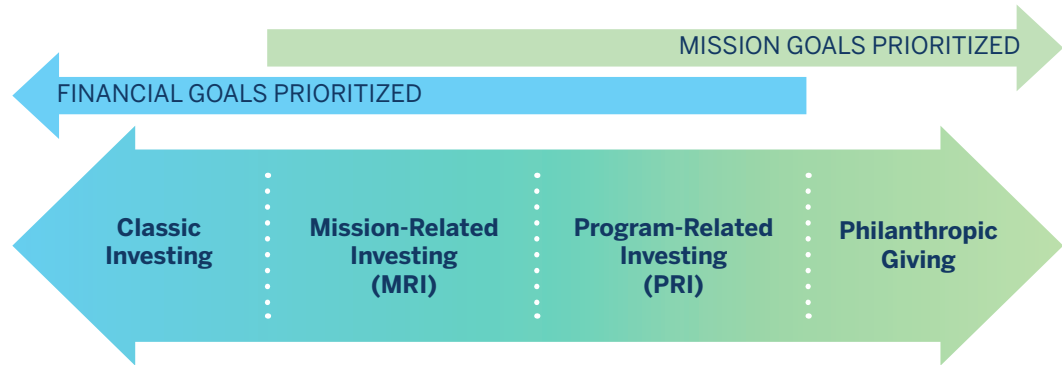 MISSION GOALS PRIORITIZED
FINANCIAL GOALS PRIORITIZED
Classic
Investing
Mission-Related
Investing
(MRI)
Program-Related
Investing
(PRI)
Philanthropic
Giving